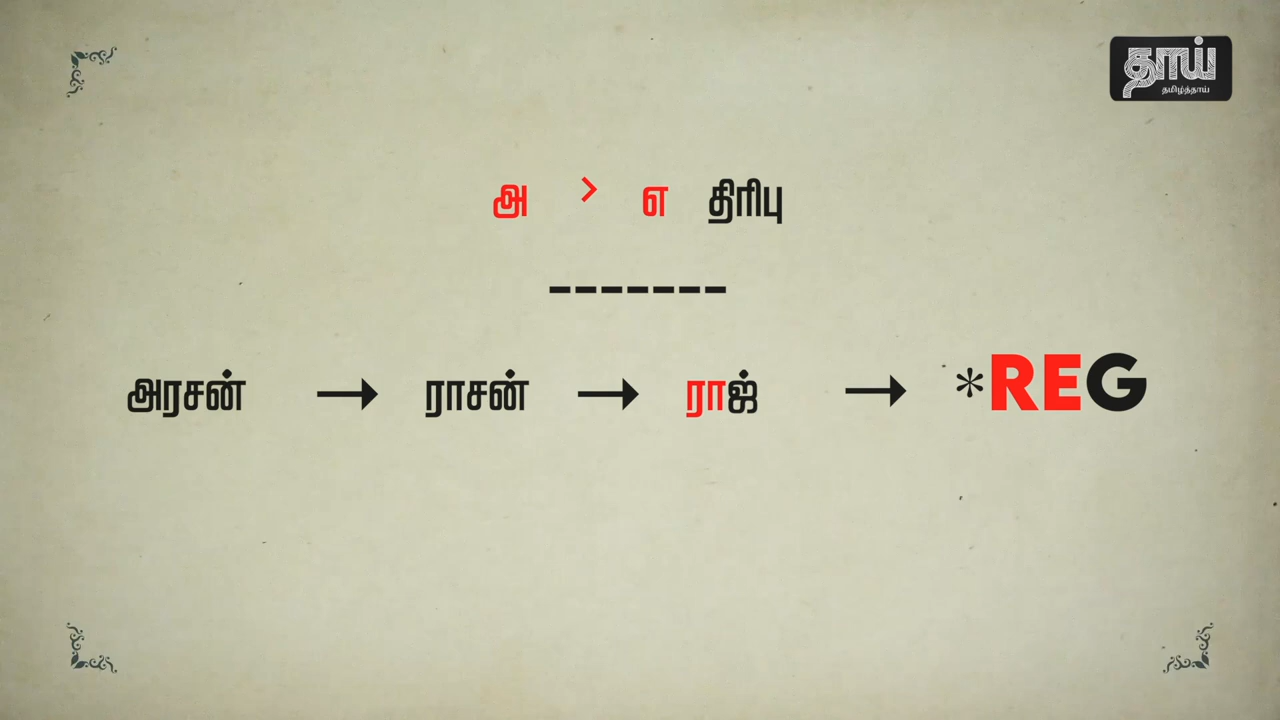 தாய்
தமிழ்த்தாய்
அ > எ திரிபு
-------
அரசன் → ராசன் → ராஜ் → *REG